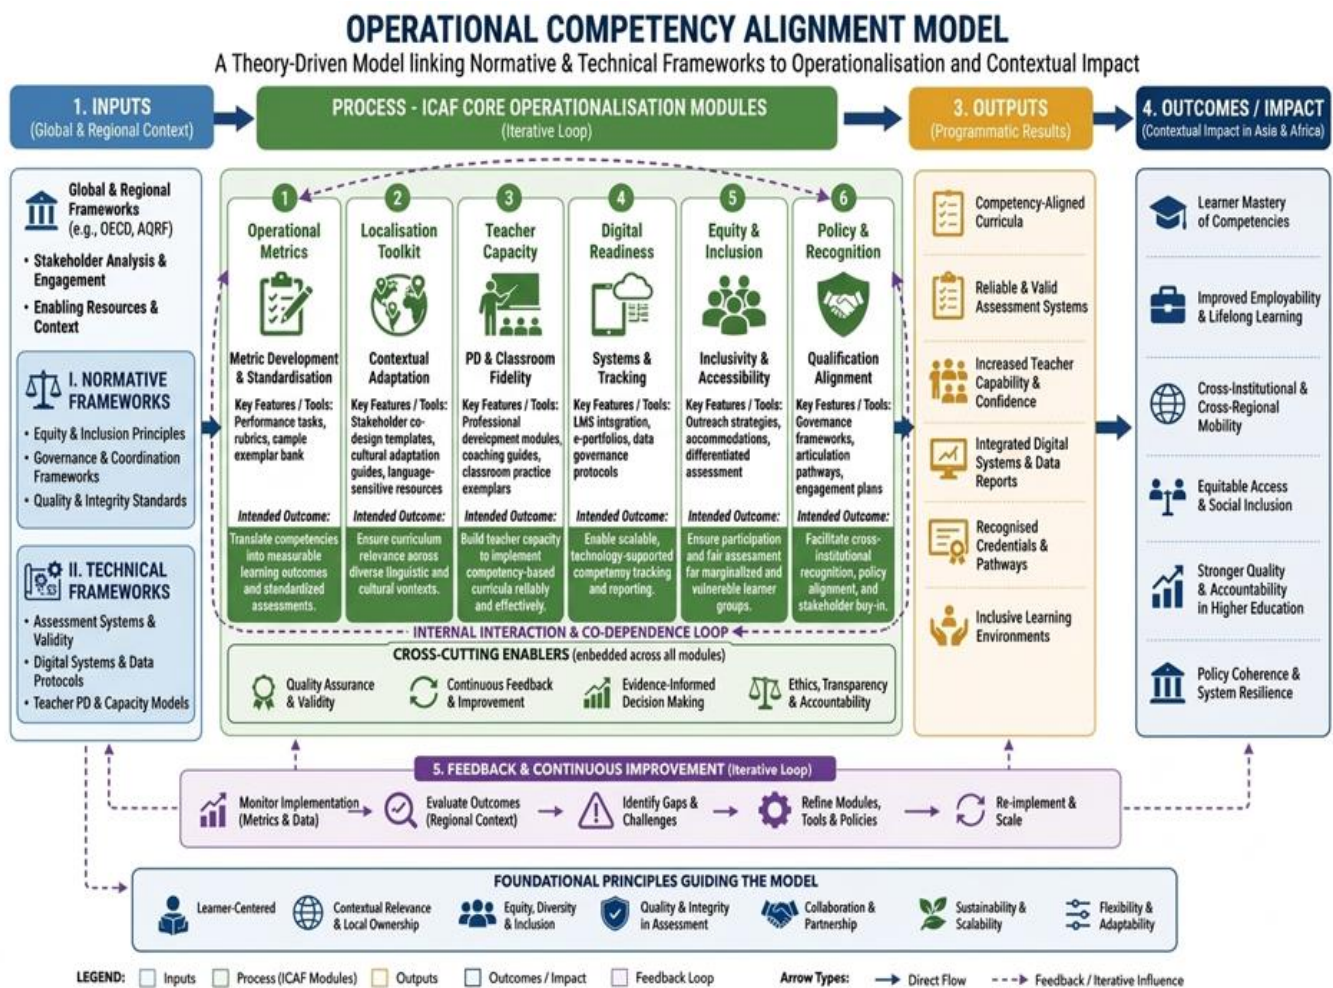 OPERATIONAL COMPETENCY ALIGNMENT MODEL
A Theory-Driven Model linking Normative & Technical Frameworks to Operationalisation and Contextual Impact
1. INPUTS
(Global & Regional Context)
PROCESS - ICAF CORE OPERATIONALISATION MODULES
(Iterative Loop)
3. OUTPUTS
(Programmatic Results)
4. OUTCOMES / IMPACT
(Contextual Impact in Asia & Africa)
Global & Regional
Frameworks
(e.g., OECD, AQRF)
• Stakeholder Analysis &
Engagement
• Enabling Resources &
Context
I. NORMATIVE
FRAMEWORKS
• Equity & Inclusion Principles
• Governance & Coordination
Frameworks
• Quality & Integrity Standards
II. TECHNICAL
FRAMEWORKS
• Assessment Systems &
Validity
• Digital Systems & Data
Protocols
• Teacher PD & Capacity Models
1
Operational
Metrics
Metric Development
& Standardisation
Key Features / Tools:
Performance tasks,
rubrics, cample
exemplar bank
Intended Outcome:
Translate competencies
into measurable
learning outcomes
and standardized
assessments.
2
Localisation
Toolkit
Contextual
Adaptation
Key Features / Tools:
Stakeholder co-
design templates,
cultural adaptation
guides, language-
sensitive resources
Intended Outcome:
Ensure curriculum
relevance across
diverse linguistic and
cultural vontexts.
3
Teacher
Capacity
PD & Classroom
Fidelity
Key Features / Tools:
Professional
development modules,
coaching guides,
classroom practice
exemplars
Intended Outcome:
Build teacher capacity
to implement
competency-based
curricula reliably
and effectively.
4
Digital
Readiness
Systems &
Tracking
Key Features / Tools:
LMS intsgration,
e-portfolios, data
governance
protocols
Intended Outcome:
Enable scalable,
technology-supported
competency tracking
and reporting.
5
Equity &
Inclusion
Inclusivity &
Accessibility
Key Features / Tools:
Outreach strategies,
accommodations,
differentiated
assessment
Intended Outcome:
Ensure participation
and fair assesament
far marginalized and
vulnereble learner
groups.
6
Policy &
Recognition
Qualification
Alignment
Key Features / Tools:
Governance
frameworks,
articulation
pathways,
engagement plans
Intended Outcome:
Facilitate cross-
institutional
recognition, policy
alignment, and
stakeholder buy-in.
INTERNAL INTERACTION & CO-DEPENDENCE LOOP
CROSS-CUTTING ENABLERS (embedded across all modules)
Quality Assurance
& Validity
Continuous Feedback
& Improvement
Evidence-Informed
Decision Making
Ethics, Transparency
& Accountability
Competency-Aligned
Curricula
Reliable & Valid
Assessment Systems
Increased Teacher
Capability &
Confidence
Integrated Digital
Systems & Data
Reports
Recognised
Credentials &
Pathways
Inclusive Learning
Environments
Learner Mastery
of Competencies
Improved Employability
& Lifelong Learning
Cross-Institutional &
Cross-Regional
Mobility
Equitable Access
& Social Inclusion
Stronger Quality
& Accountability
in Higher Education
Policy Coherence &
System Resilience
5. FEEDBACK & CONTINUOUS IMPROVEMENT (Iterative Loop)
Monitor Implementation
(Metrics & Data)
Evaluate Outcomes
(Regional Context)
Identify Gaps &
Challenges
Refine Modules,
Tools & Policies
Re-implement &
Scale
FOUNDATIONAL PRINCIPLES GUIDING THE MODEL
Learner-Centered
Contextual Relevance
& Local Ownership
Equity, Diversity
& Inclusion
Quality & Integrity
in Assessment
Collaboration &
Partnership
Sustainability &
Scalability
Flexibility &
Adaptability
LEGEND: Inputs Process (ICAF Modules) Outputs Outcomes / Impact Feedback Loop Arrow Types: Direct Flow Feedback / Iterative Influence